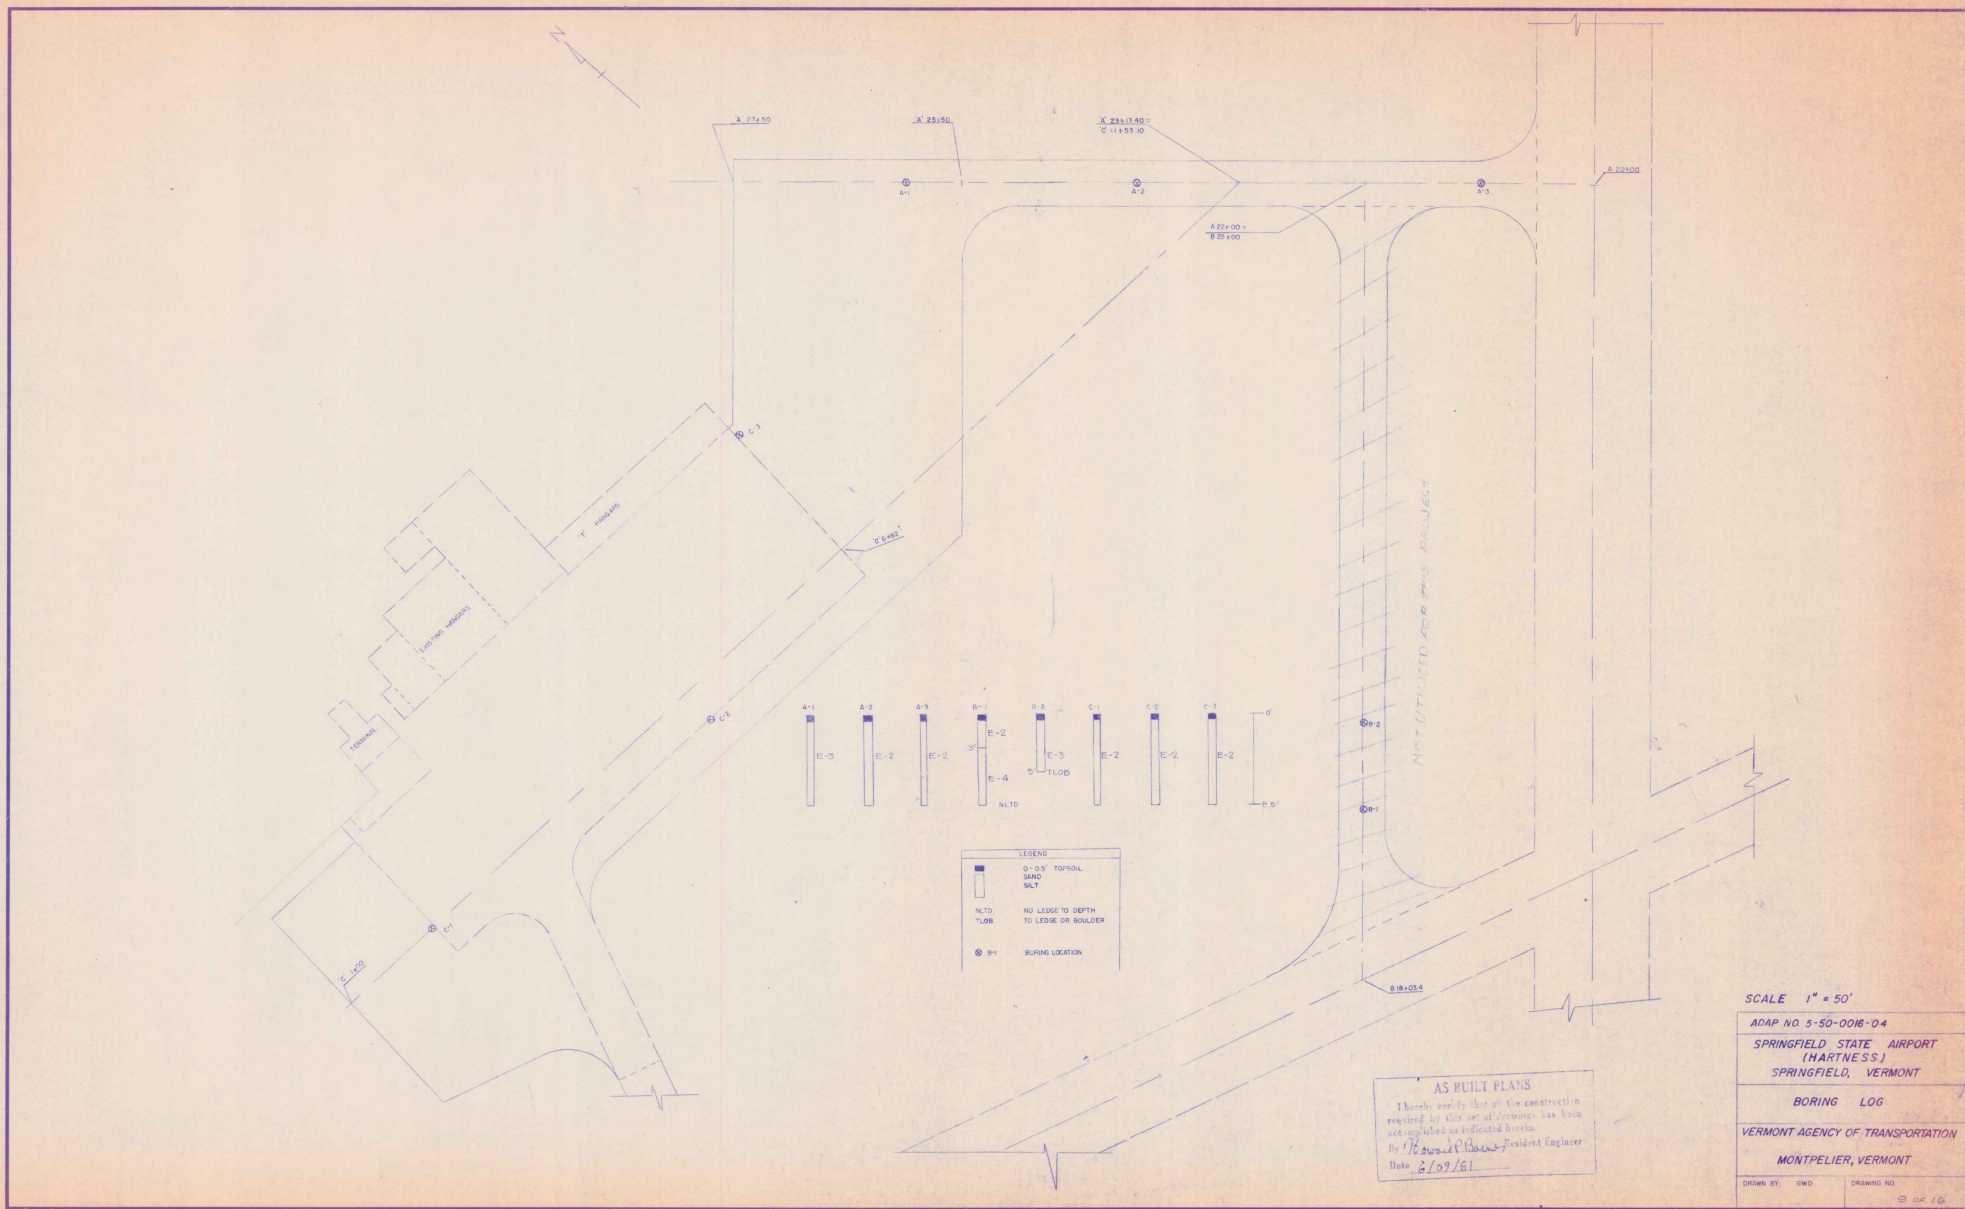 N
'A' 27+50
'A' 25+50
'A' 23+13.40 =
'C' 11+53.10
A 20+00
A-1
A-2
A-3
A 22+00 =
B 25+00
C-3
'T' HANGARS
'C' 6+82±
EXISTING HANGARS
TERMINAL
C-2
C-1
'C' 1+00
NOT UTILIZED FOR THIS PROJECT
B-2
B-1
B 18+03.4
A-1 A-2 A-3 B-1 B-2 C-1 C-2 C-3
0'
E-3 E-2 E-2 E-2 E-3 E-2 E-2 E-2
3'
E-4
5' TLOB
NLTD
8.5'
LEGEND
0-0.5' TOPSOIL
SAND
SILT
NLTD NO LEDGE TO DEPTH
TLOB TO LEDGE OR BOULDER
B-1 BORING LOCATION
AS BUILT PLANS
I hereby certify that all the construction
required by this set of drawings has been
accomplished as indicated herein.
By Howard P Resident Engineer
Date 6/09/81
SCALE 1" = 50'
ADAP NO. 5-50-0016-04
SPRINGFIELD STATE AIRPORT
(HARTNESS)
SPRINGFIELD, VERMONT
BORING LOG
VERMONT AGENCY OF TRANSPORTATION
MONTPELIER, VERMONT
DRAWN BY: GWD DRAWING NO.
9 OF 16